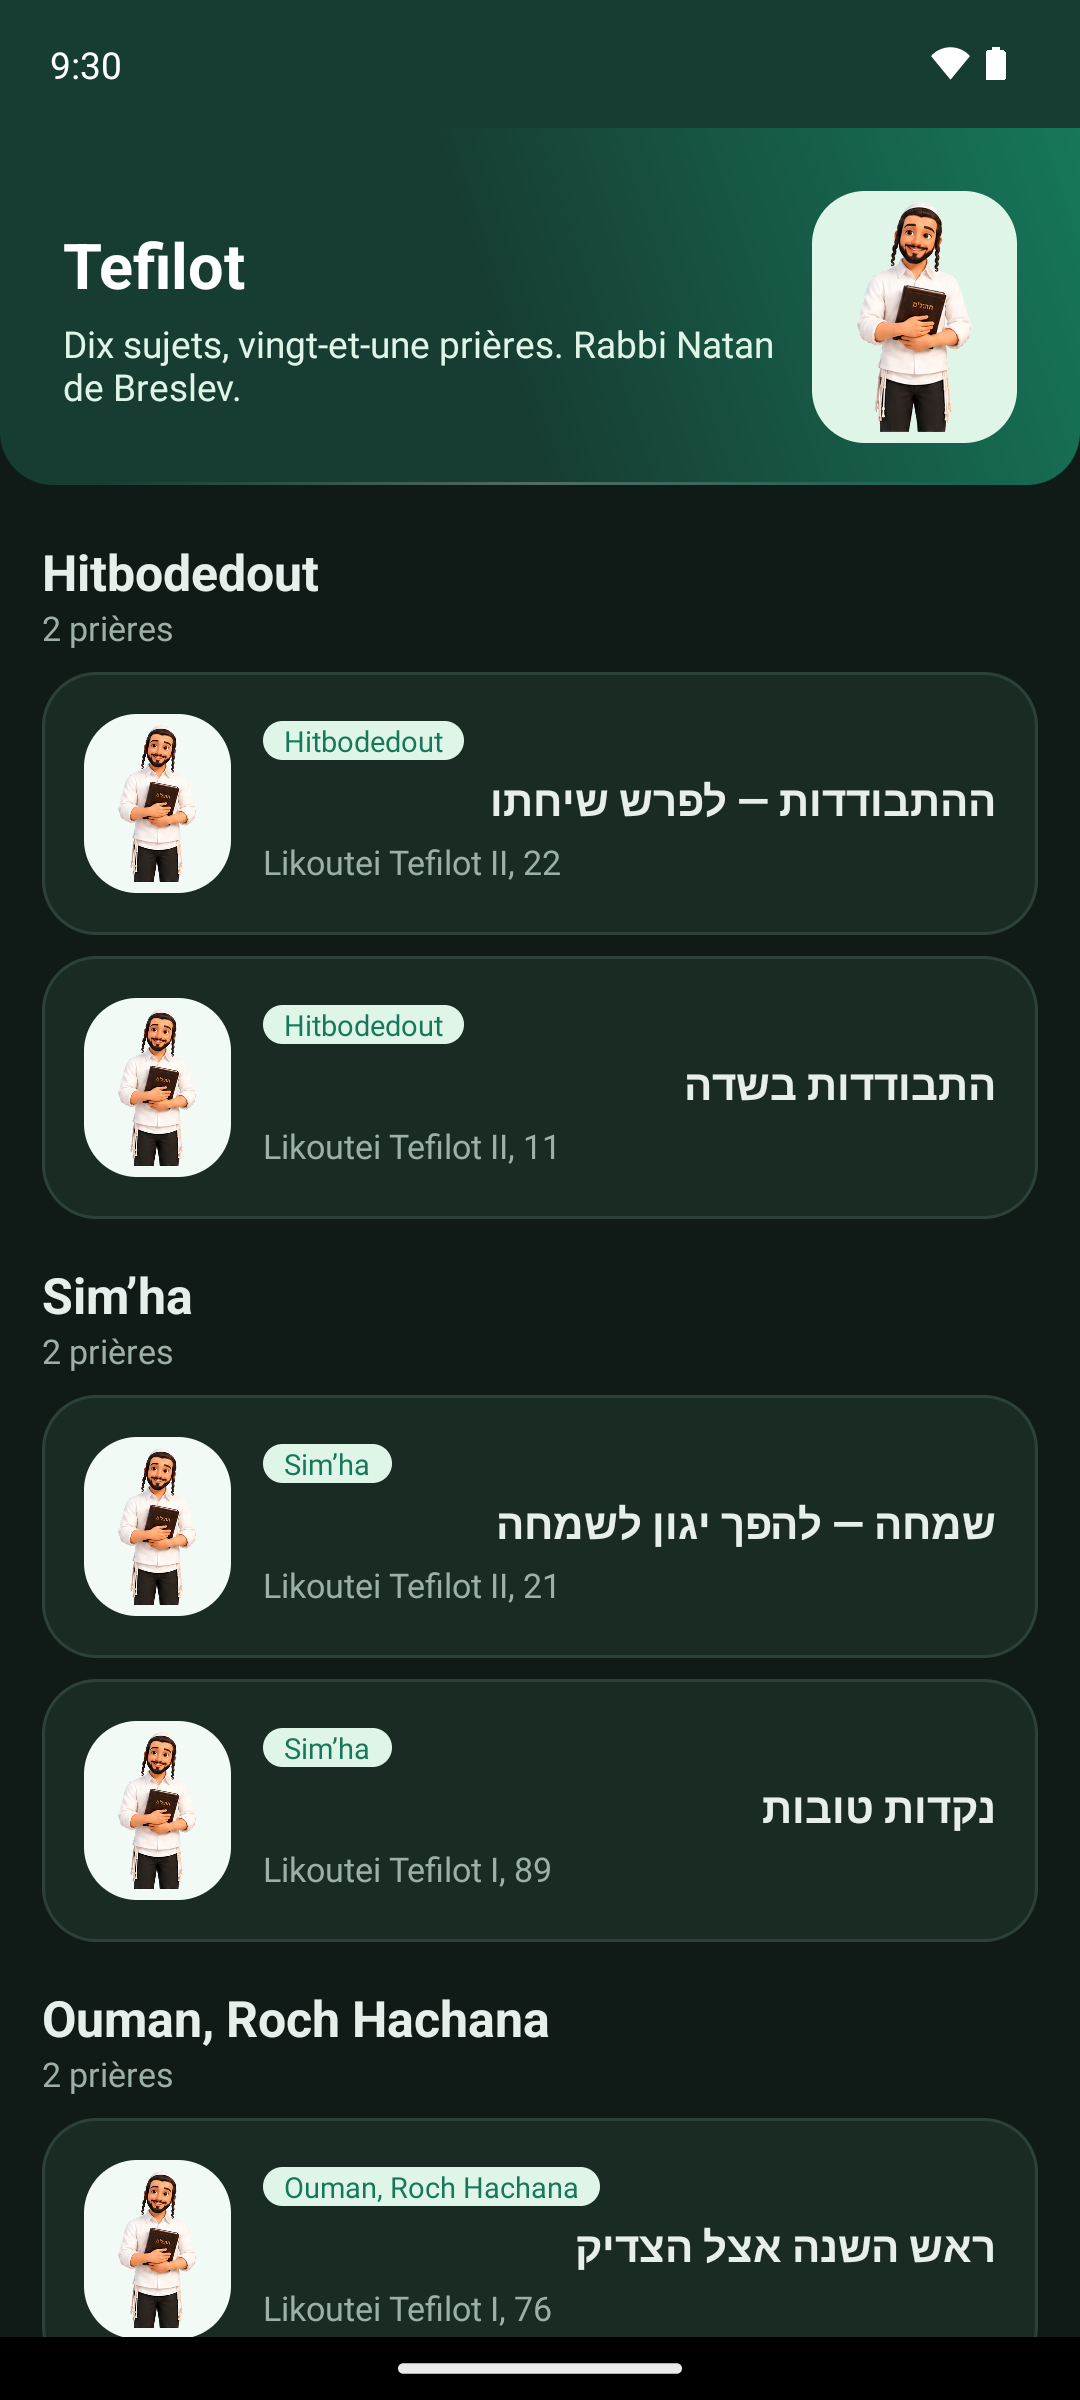 9:30
Tefilot
Dix sujets, vingt-et-une prières. Rabbi Natan
de Breslev.
Hitbodedout
2 prières
Hitbodedout
ההתבודדות – לפרש שיחתו
Likoutei Tefilot II, 22
Hitbodedout
התבודדות בשדה
Likoutei Tefilot II, 11
Sim’ha
2 prières
Sim’ha
שמחה – להפך יגון לשמחה
Likoutei Tefilot II, 21
Sim’ha
נקדות טובות
Likoutei Tefilot I, 89
Ouman, Roch Hachana
2 prières
Ouman, Roch Hachana
ראש השנה אצל הצדיק
Likoutei Tefilot I, 76